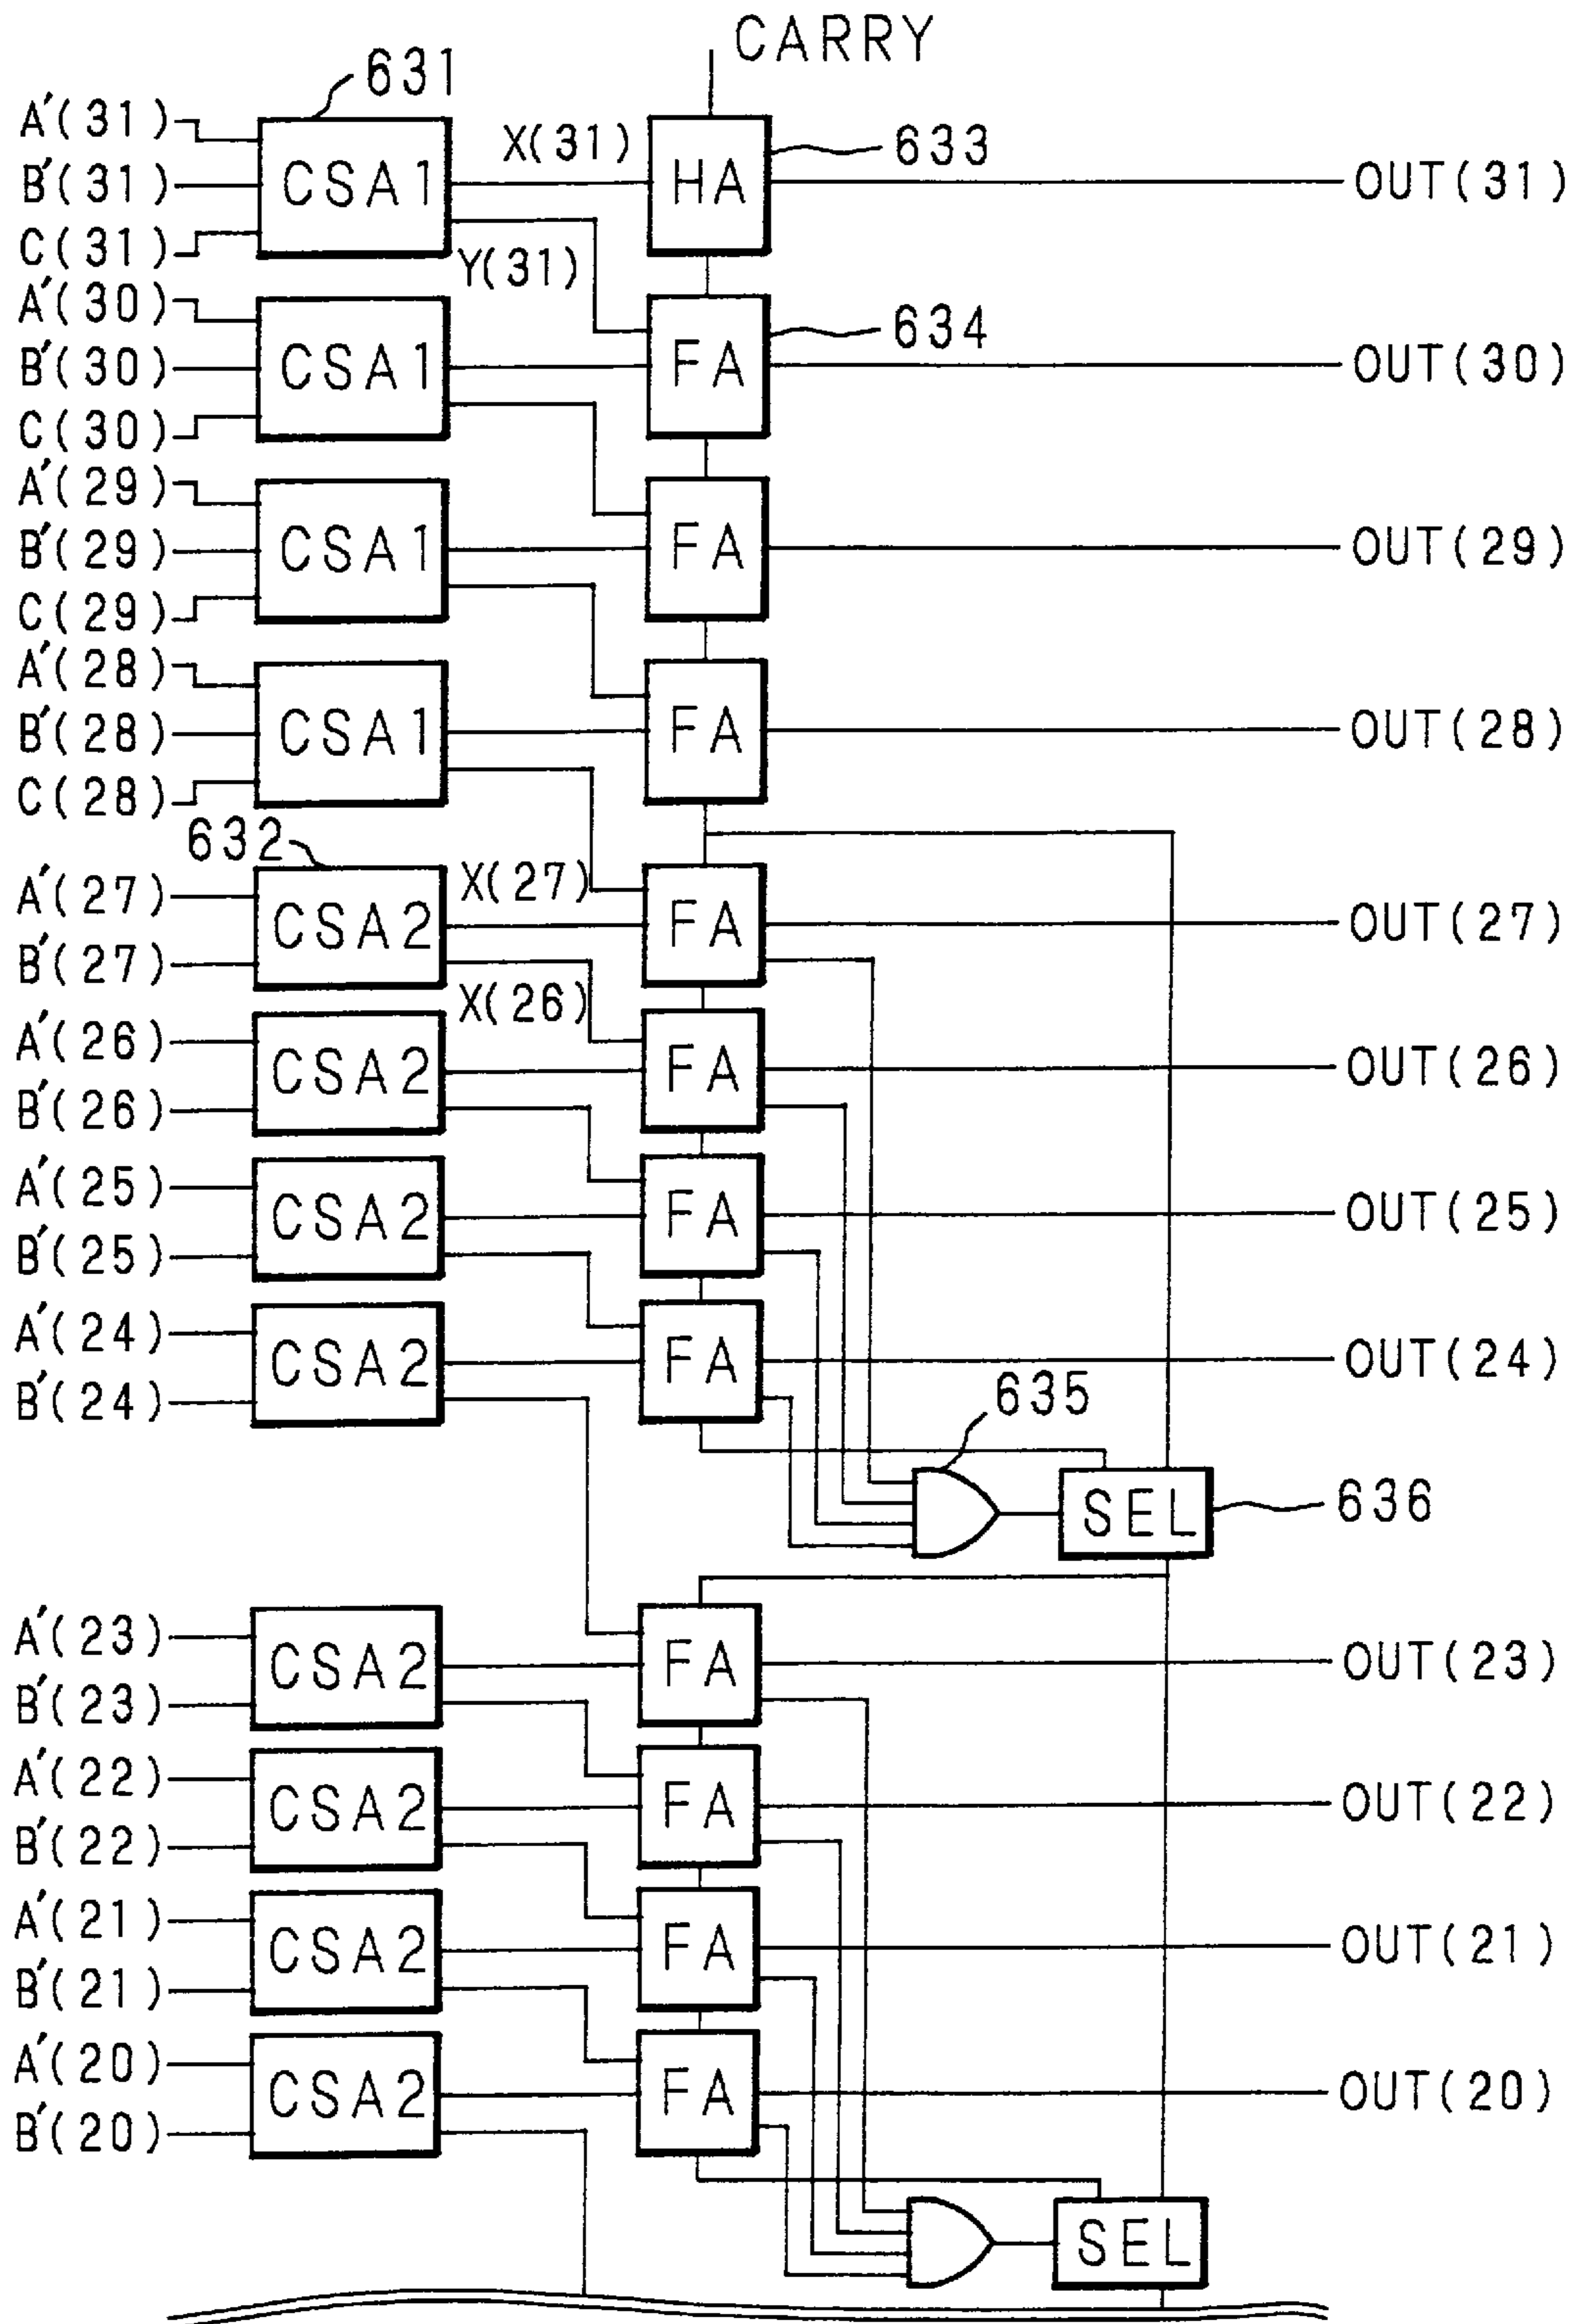 CARRY
631
A′(31)
X(31)
633
B′(31)
CSA1
HA
OUT(31)
C(31)
Y(31)
A′(30)
634
B′(30)
CSA1
FA
OUT(30)
C(30)
A′(29)
B′(29)
CSA1
FA
OUT(29)
C(29)
A′(28)
B′(28)
CSA1
FA
OUT(28)
C(28)
632
A′(27)
X(27)
CSA2
FA
OUT(27)
B′(27)
X(26)
A′(26)
CSA2
FA
OUT(26)
B′(26)
A′(25)
CSA2
FA
OUT(25)
B′(25)
A′(24)
CSA2
FA
OUT(24)
B′(24)
635
SEL
636
A′(23)
CSA2
FA
OUT(23)
B′(23)
A′(22)
CSA2
FA
OUT(22)
B′(22)
A′(21)
CSA2
FA
OUT(21)
B′(21)
A′(20)
CSA2
FA
OUT(20)
B′(20)
SEL